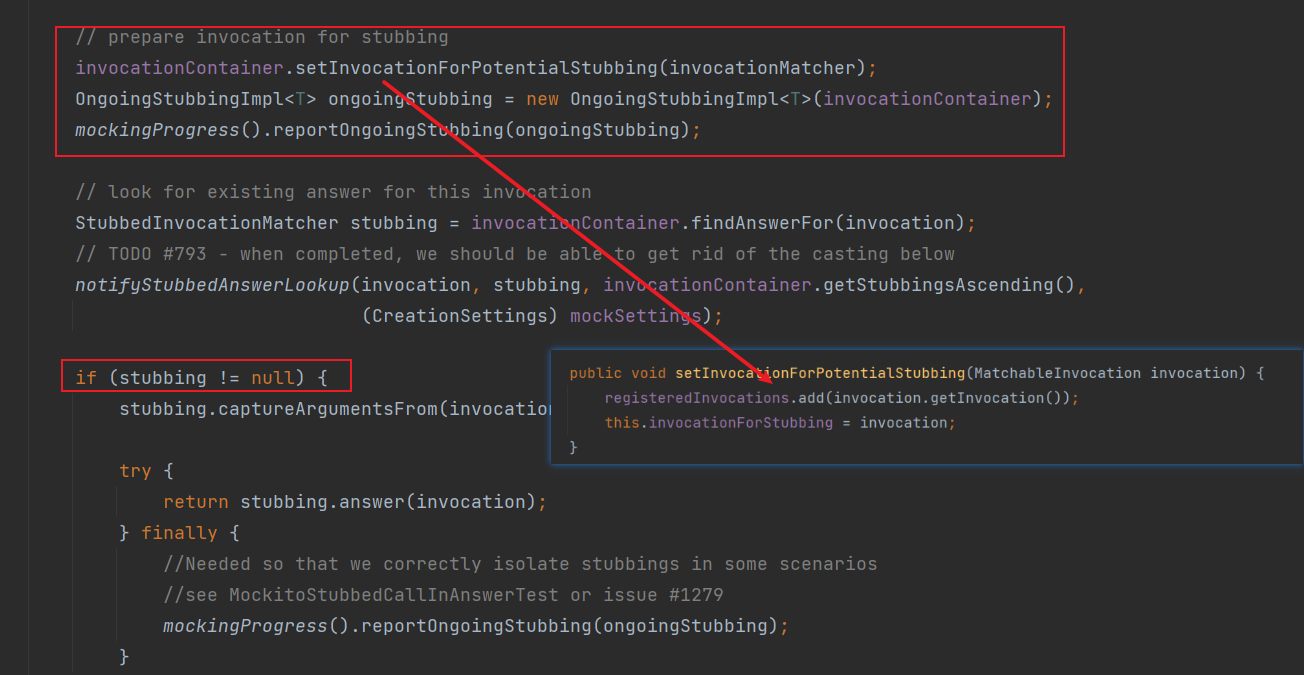 // prepare invocation for stubbing
invocationContainer.setInvocationForPotentialStubbing(invocationMatcher);
OngoingStubbingImpl<T> ongoingStubbing = new OngoingStubbingImpl<T>(invocationContainer);
mockingProgress().reportOngoingStubbing(ongoingStubbing);
// look for existing answer for this invocation
StubbedInvocationMatcher stubbing = invocationContainer.findAnswerFor(invocation);
// TODO #793 - when completed, we should be able to get rid of the casting below
notifyStubbedAnswerLookup(invocation, stubbing, invocationContainer.getStubbingsAscending(),
(CreationSettings) mockSettings);
if (stubbing != null) {
stubbing.captureArgumentsFrom(invocation
try {
return stubbing.answer(invocation);
} finally {
//Needed so that we correctly isolate stubbings in some scenarios
//see MockitoStubbedCallInAnswerTest or issue #1279
mockingProgress().reportOngoingStubbing(ongoingStubbing);
}
public void setInvocationForPotentialStubbing(MatchableInvocation invocation) {
registeredInvocations.add(invocation.getInvocation());
this.invocationForStubbing = invocation;
}